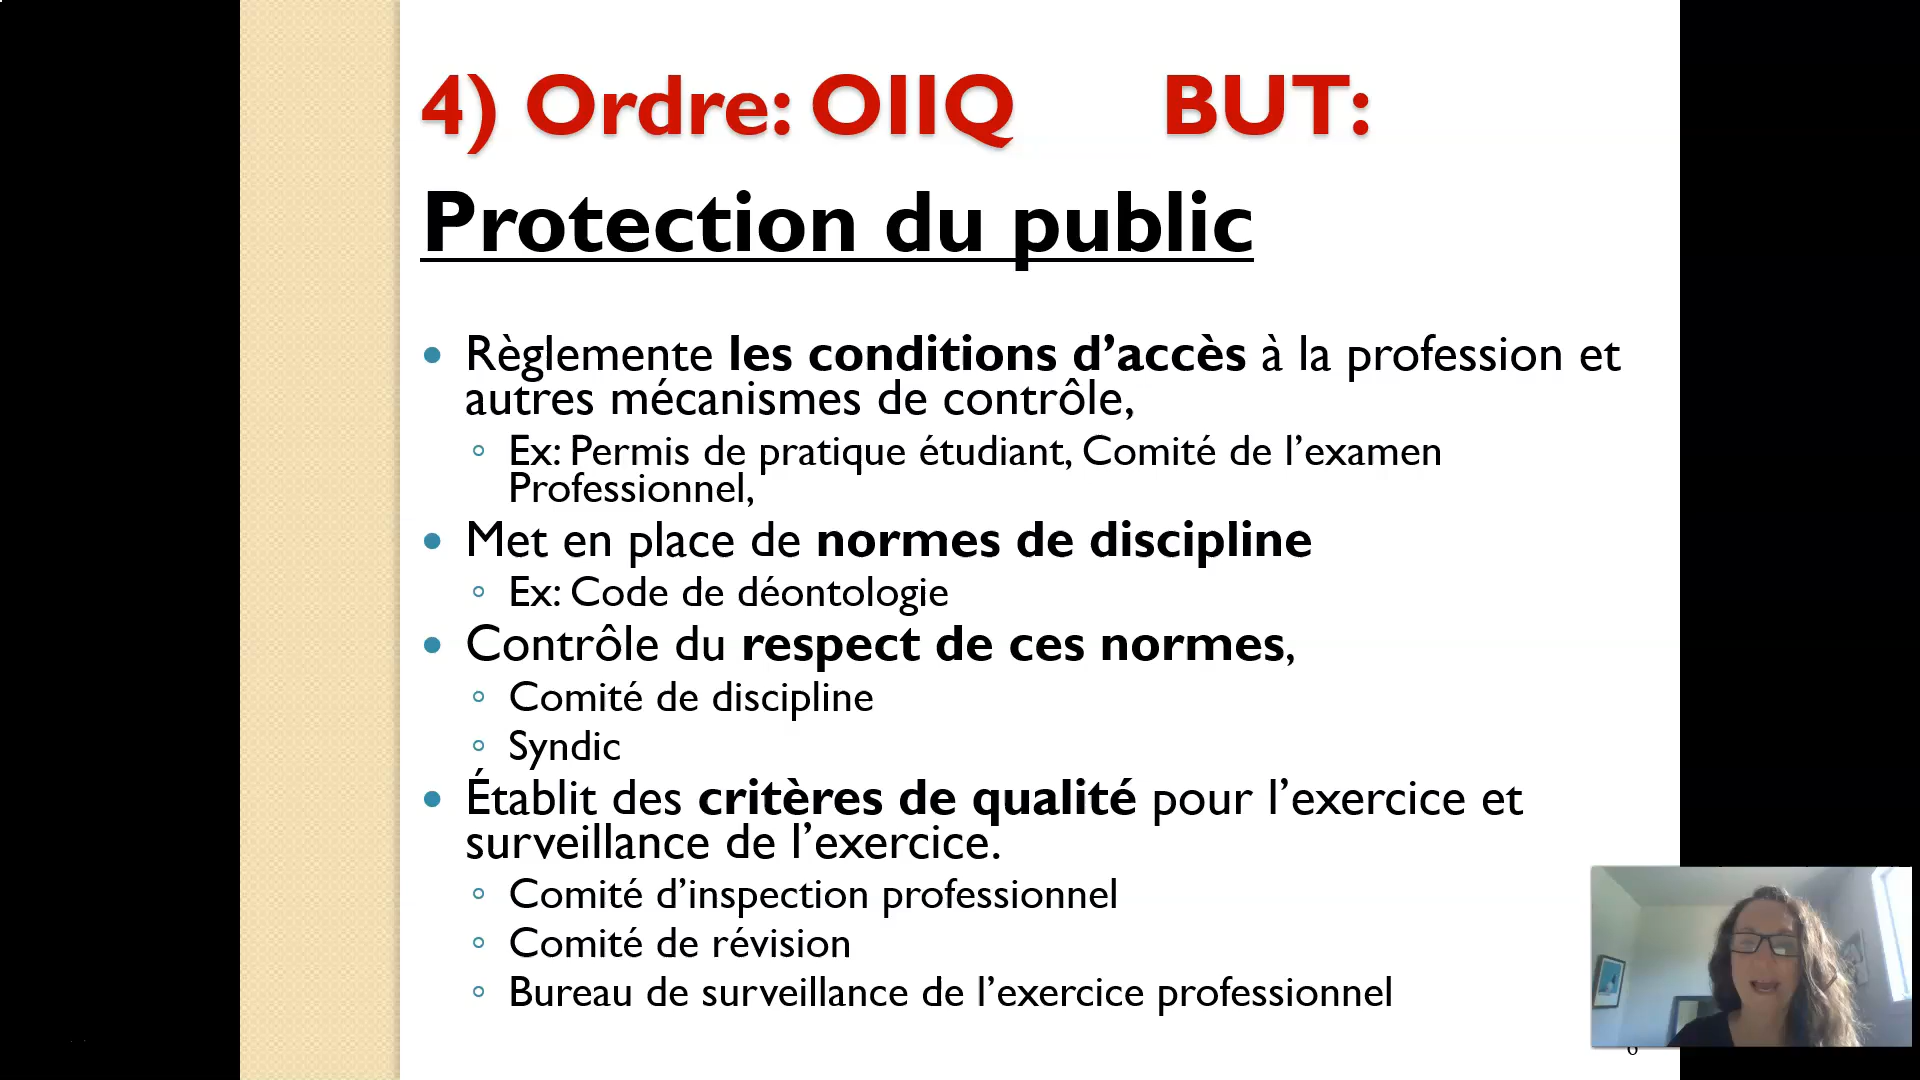 4) Ordre: OIIQ BUT:
Protection du public
• Règlemente les conditions d’accès à la profession et
autres mécanismes de contrôle,
◦ Ex: Permis de pratique étudiant, Comité de l’examen
Professionnel,
• Met en place de normes de discipline
◦ Ex: Code de déontologie
• Contrôle du respect de ces normes,
◦ Comité de discipline
◦ Syndic
• Établit des critères de qualité pour l’exercice et
surveillance de l’exercice.
◦ Comité d’inspection professionnel
◦ Comité de révision
◦ Bureau de surveillance de l’exercice professionnel
6